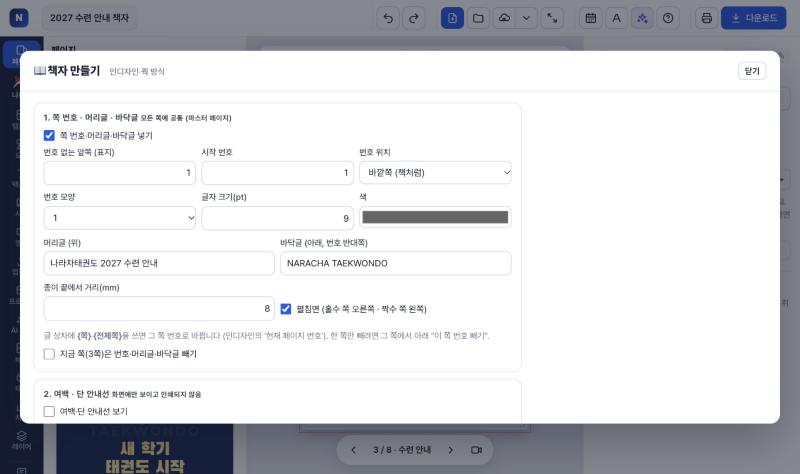 N
2027 수련 안내 책자
다운로드
페이지
책자 만들기 인디자인·쿽 방식
닫기
1. 쪽 번호 · 머리글 · 바닥글 모든 쪽에 공통 (마스터 페이지)
쪽 번호·머리글·바닥글 넣기
번호 없는 앞쪽 (표지) 시작 번호 번호 위치
1 1 바깥쪽 (책처럼)
번호 모양 글자 크기(pt) 색
1 9
머리글 (위) 바닥글 (아래, 번호 반대쪽)
나라차태권도 2027 수련 안내 NARACHA TAEKWONDO
종이 끝에서 거리(mm)
8 펼침면 (홀수 쪽 오른쪽 · 짝수 쪽 왼쪽)
글 상자에 {쪽}·{전체쪽}을 쓰면 그 쪽 번호로 바뀝니다 (인디자인의 '현재 페이지 번호'). 한 쪽만 빼려면 그 쪽에서 아래 "이 쪽 번호 빼기".
지금 쪽(3쪽)은 번호·머리글·바닥글 빼기
2. 여백 · 단 안내선 화면에만 보이고 인쇄되지 않음
여백·단 안내선 보기
레이어
TAEKWONDO
새 학기
태권도 시작
3 / 8 · 수련 안내